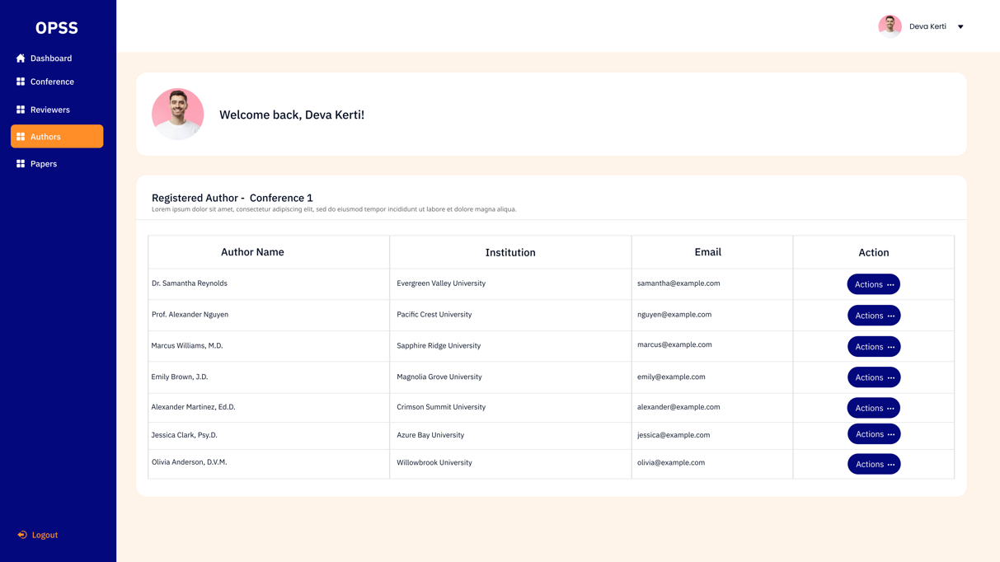 OPSS
Deva Kerti
Dashboard
Conference
Reviewers
Authors
Papers
Logout
Welcome back, Deva Kerti!
Registered Author - Conference 1
Lorem ipsum dolor sit amet, consectetur adipiscing elit, sed do eiusmod tempor incididunt ut labore et dolore magna aliqua.
Author Name Institution Email Action
Dr. Samantha Reynolds Evergreen Valley University samantha@example.com Actions ···
Prof. Alexander Nguyen Pacific Crest University nguyen@example.com Actions ···
Marcus Williams, M.D. Sapphire Ridge University marcus@example.com Actions ···
Emily Brown, J.D. Magnolia Grove University emily@example.com Actions ···
Alexander Martinez, Ed.D. Crimson Summit University alexander@example.com Actions ···
Jessica Clark, Psy.D. Azure Bay University jessica@example.com Actions ···
Olivia Anderson, D.V.M. Willowbrook University olivia@example.com Actions ···